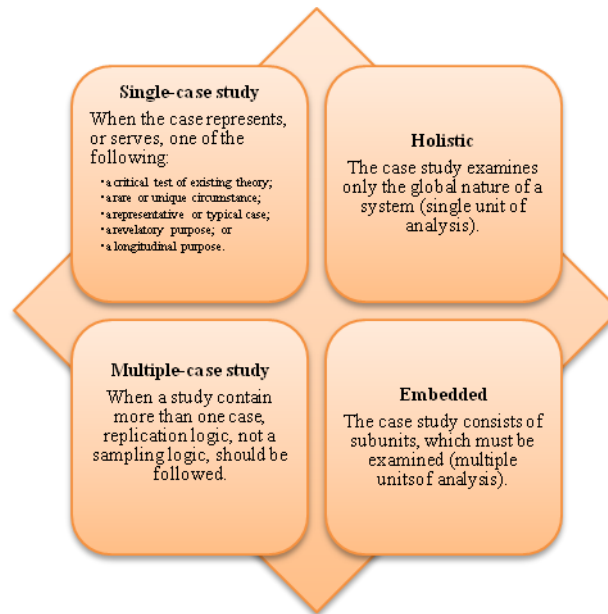 Single-case study
When the case represents,
or serves, one of the
following:
•a critical test of existing theory;
•a rare or unique circumstance;
•a representative or typical case;
•a revelatory purpose; or
•a longitudinal purpose.
Holistic
The case study examines
only the global nature of a
system (single unit of
analysis).
Multiple-case study
When a study contain
more than one case,
replication logic, not a
sampling logic, should be
followed.
Embedded
The case study consists of
subunits, which must be
examined (multiple
unitsof analysis).